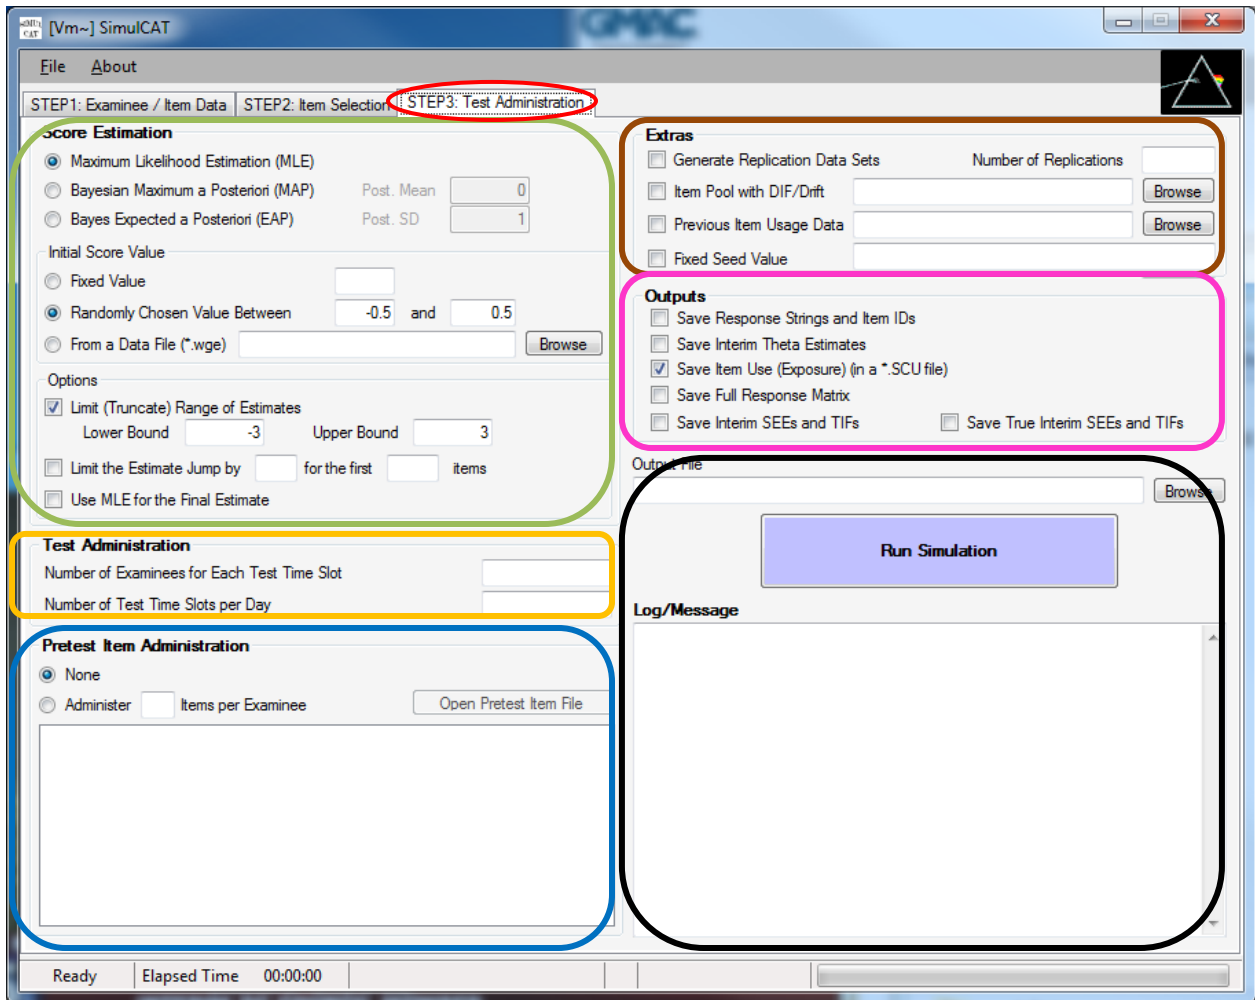 GMAC
SIMUL CAT [Vm~] SimulCAT
File About
STEP1: Examinee / Item Data STEP2: Item Selection STEP3: Test Administration
Score Estimation
Maximum Likelihood Estimation (MLE)
Bayesian Maximum a Posteriori (MAP) Post. Mean 0
Bayes Expected a Posteriori (EAP) Post. SD 1
Initial Score Value
Fixed Value
Randomly Chosen Value Between -0.5 and 0.5
From a Data File (*.wge) Browse
Options
Limit (Truncate) Range of Estimates
Lower Bound -3 Upper Bound 3
Limit the Estimate Jump by for the first items
Use MLE for the Final Estimate
Test Administration
Number of Examinees for Each Test Time Slot
Number of Test Time Slots per Day
Pretest Item Administration
None
Administer Items per Examinee Open Pretest Item File
Extras
Generate Replication Data Sets Number of Replications
Item Pool with DIF/Drift Browse
Previous Item Usage Data Browse
Fixed Seed Value
Outputs
Save Response Strings and Item IDs
Save Interim Theta Estimates
Save Item Use (Exposure) (in a *.SCU file)
Save Full Response Matrix
Save Interim SEEs and TIFs Save True Interim SEEs and TIFs
Output File
Browse
Run Simulation
Log/Message
Ready Elapsed Time 00:00:00